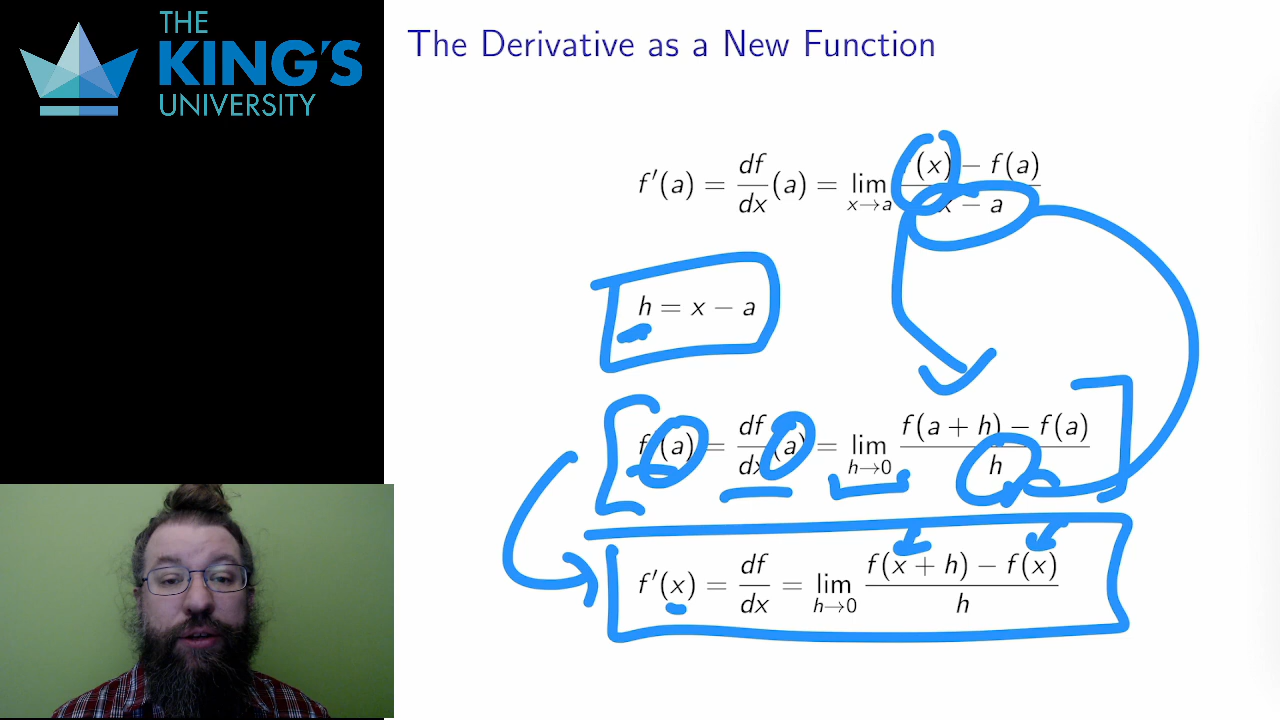 THE
KING'S
UNIVERSITY
The Derivative as a New Function
f′(a) = df/dx (a) = lim x→a (f(x) − f(a))/(x − a)
h = x − a
f′(a) = df/dx (a) = lim h→0 (f(a + h) − f(a))/h
f′(x) = df/dx = lim h→0 (f(x + h) − f(x))/h